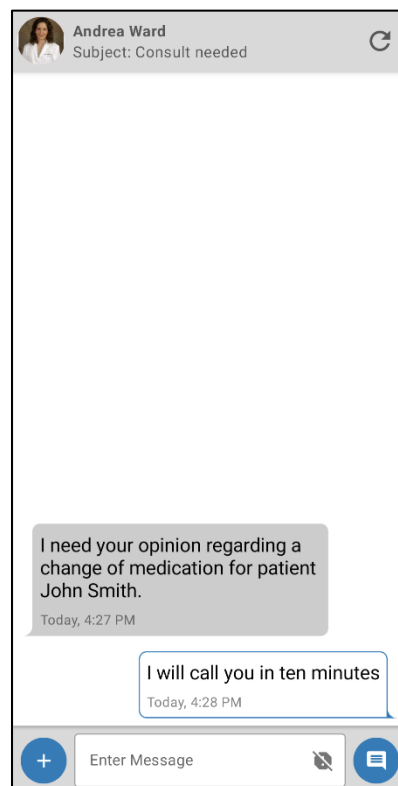 Andrea Ward
Subject: Consult needed
I need your opinion regarding a
change of medication for patient
John Smith.
Today, 4:27 PM
I will call you in ten minutes
Today, 4:28 PM
Enter Message